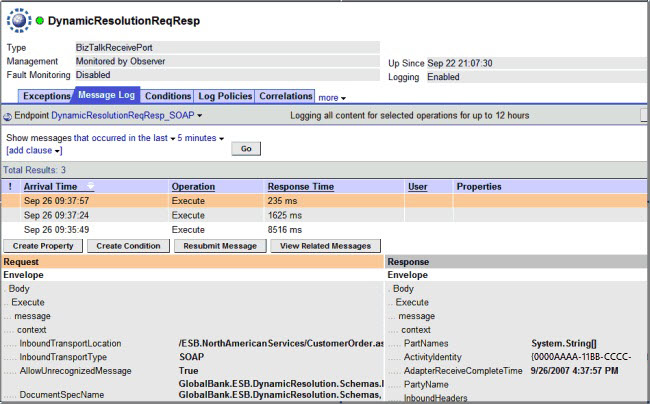 DynamicResolutionReqResp
Type BizTalkReceivePort
Management Monitored by Observer Up Since Sep 22 21:07:30
Fault Monitoring Disabled Logging Enabled
Exceptions Message Log Conditions Log Policies Correlations more
Endpoint DynamicResolutionReqResp_SOAP Logging all content for selected operations for up to 12 hours
Show messages that occurred in the last 5 minutes
[add clause ] Go
Total Results: 3
! Arrival Time Operation Response Time User Properties
Sep 26 09:37:57 Execute 235 ms
Sep 26 09:37:24 Execute 1625 ms
Sep 26 09:35:49 Execute 8516 ms
Create Property Create Condition Resubmit Message View Related Messages
Request Response
Envelope Envelope
. Body . Body
.. Execute .. Execute
... message ... message
.... context .... context
..... InboundTransportLocation /ESB.NorthAmericanServices/CustomerOrder.as ..... PartNames System.String[]
..... InboundTransportType SOAP ..... ActivityIdentity {0000AAAA-11BB-CCCC-
..... AllowUnrecognizedMessage True ..... AdapterReceiveCompleteTime 9/26/2007 4:37:57 PM
GlobalBank.ESB.DynamicResolution.Schemas. ..... PartyName
..... DocumentSpecName GlobalBank.ESB.DynamicResolution.Schemas, ..... InboundHeaders